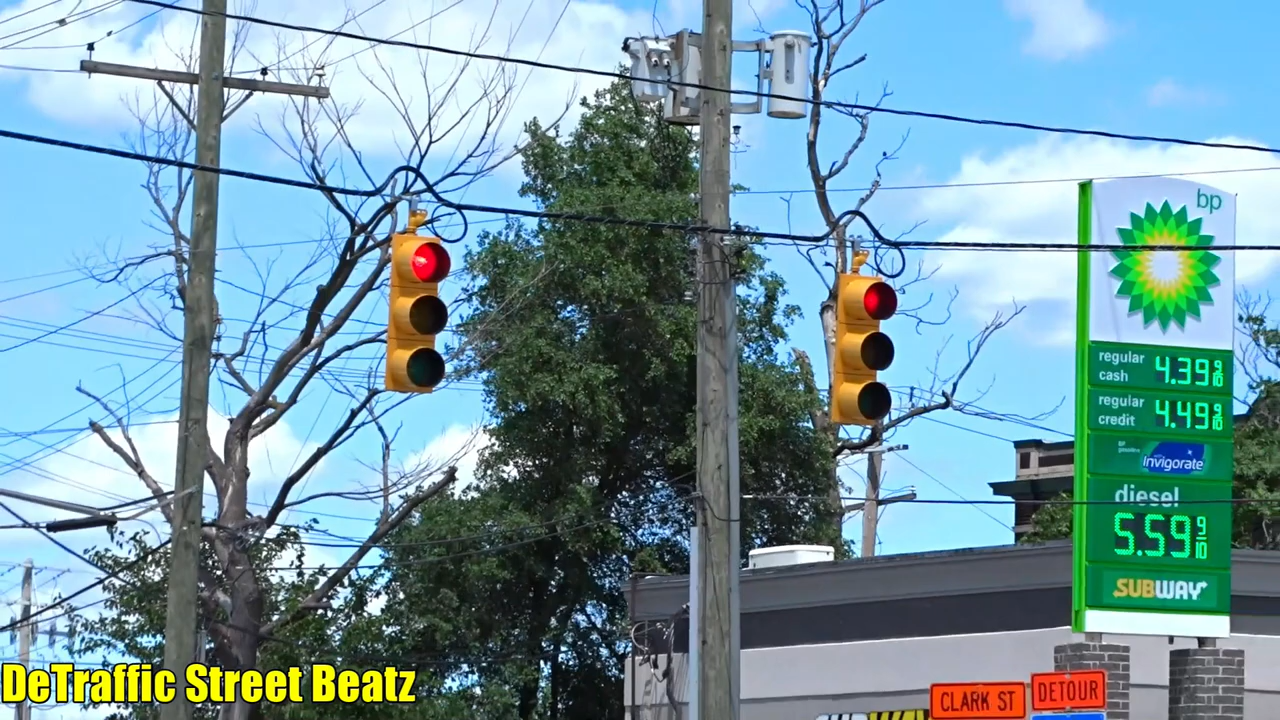 bp
regular
cash
4.39 9/10
regular
credit
4.49 9/10
Invigorate
diesel
5.59 9/10
SUBWAY
CLARK ST
DETOUR
DeTraffic Street Beatz